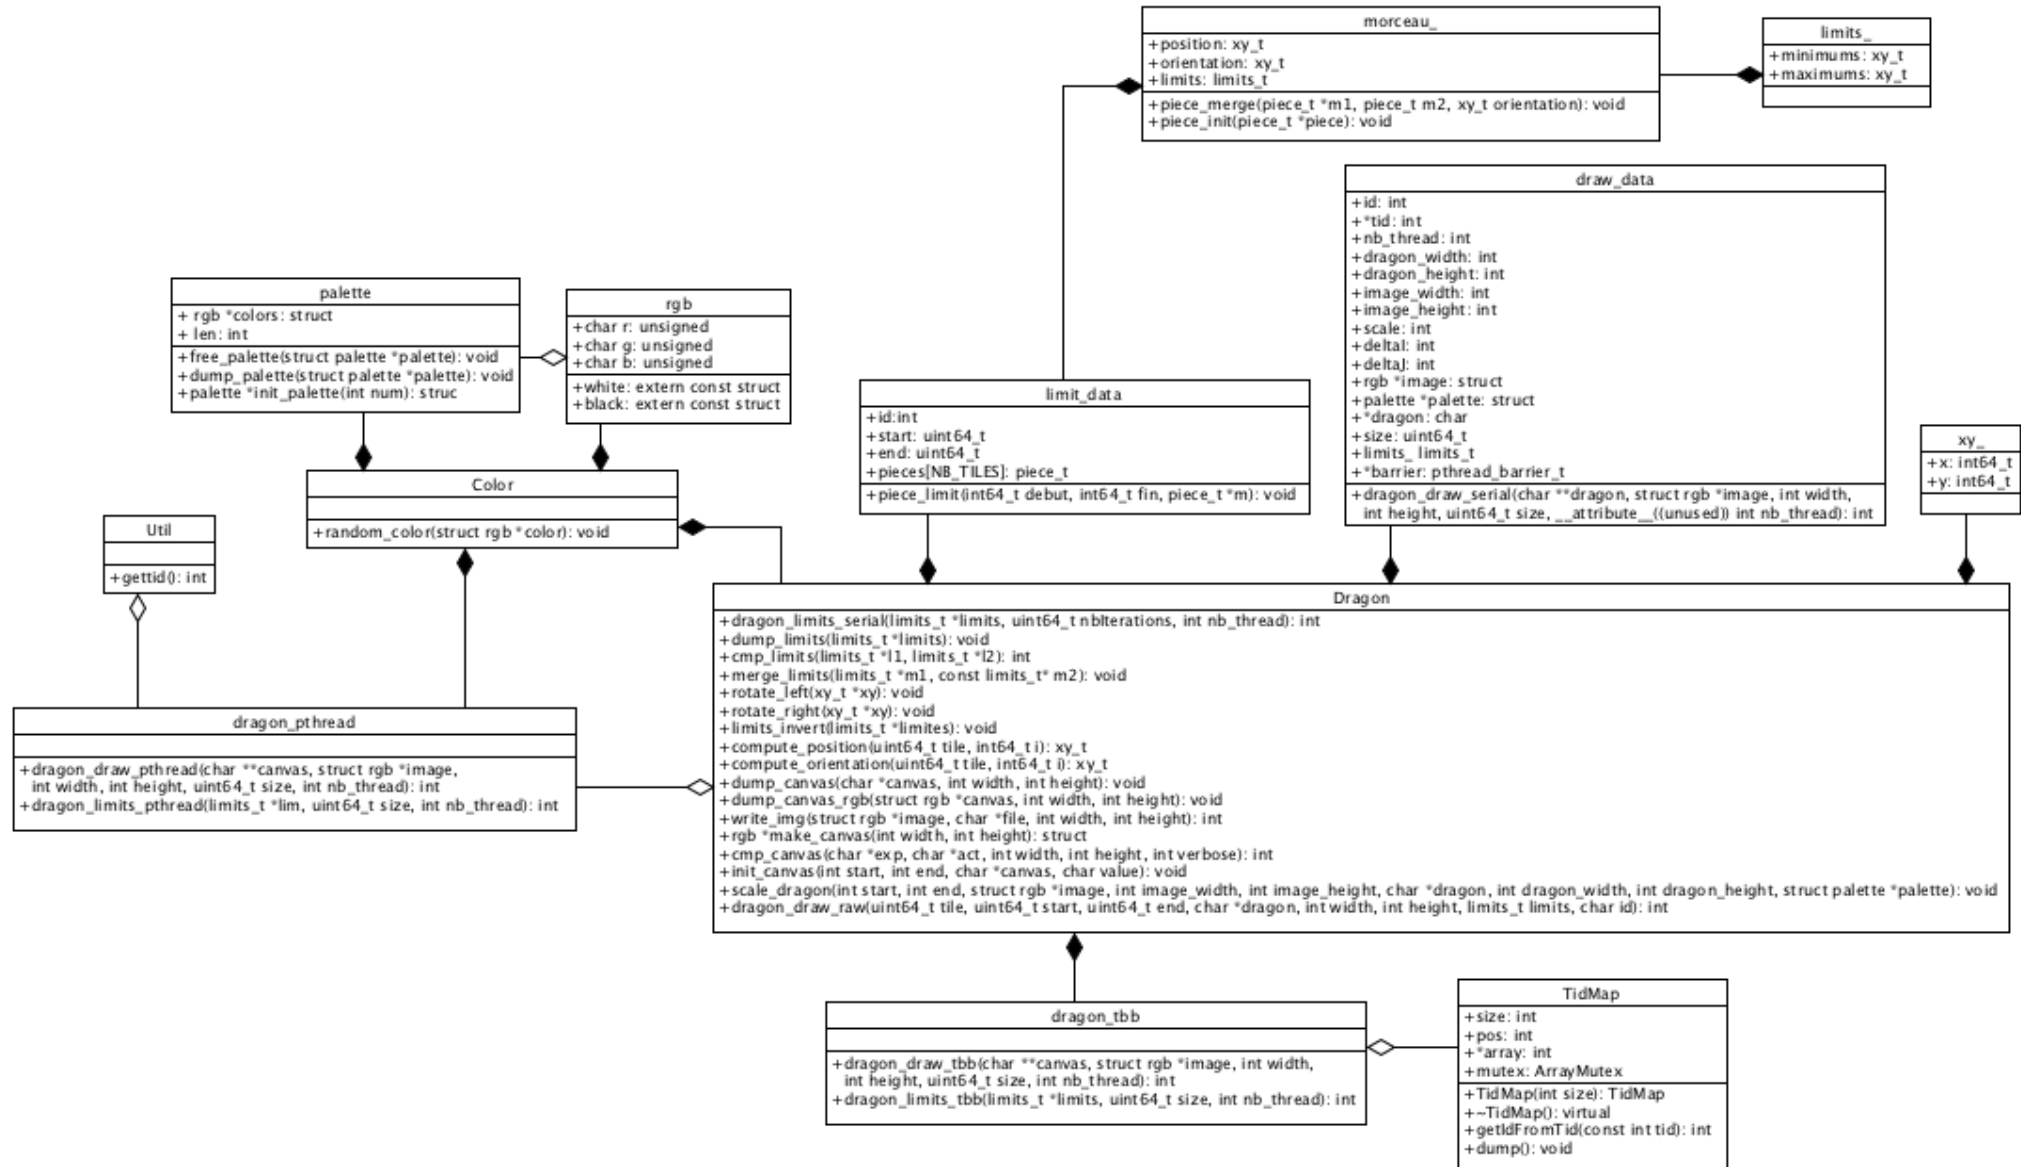 morceau_
+position: xy_t
+orientation: xy_t
+limits: limits_t
+piece_merge(piece_t *m1, piece_t m2, xy_t orientation): void
+piece_init(piece_t *piece): void
limits_
+minimums: xy_t
+maximums: xy_t
draw_data
+id: int
+*tid: int
+nb_thread: int
+dragon_width: int
+dragon_height: int
+image_width: int
+image_height: int
+scale: int
+deltaI: int
+deltaJ: int
+rgb *image: struct
+palette *palette: struct
+*dragon: char
+size: uint64_t
+limits_ limits_t
+*barrier: pthread_barrier_t
+dragon_draw_serial(char **dragon, struct rgb *image, int width,
int height, uint64_t size, __attribute__((unused)) int nb_thread): int
palette
+ rgb *colors: struct
+ len: int
+free_palette(struct palette *palette): void
+dump_palette(struct palette *palette): void
+palette *init_palette(int num): struc
rgb
+char r: unsigned
+char g: unsigned
+char b: unsigned
+white: extern const struct
+black: extern const struct
limit_data
+id:int
+start: uint64_t
+end: uint64_t
+pieces[NB_TILES]: piece_t
+piece_limit(int64_t debut, int64_t fin, piece_t *m): void
xy_
+x: int64_t
+y: int64_t
Color
+random_color(struct rgb *color): void
Util
+gettid(): int
Dragon
+dragon_limits_serial(limits_t *limits, uint64_t nbIterations, int nb_thread): int
+dump_limits(limits_t *limits): void
+cmp_limits(limits_t *l1, limits_t *l2): int
+merge_limits(limits_t *m1, const limits_t* m2): void
+rotate_left(xy_t *xy): void
+rotate_right(xy_t *xy): void
+limits_invert(limits_t *limites): void
+compute_position(uint64_t tile, int64_t i): xy_t
+compute_orientation(uint64_t tile, int64_t i): xy_t
+dump_canvas(char *canvas, int width, int height): void
+dump_canvas_rgb(struct rgb *canvas, int width, int height): void
+write_img(struct rgb *image, char *file, int width, int height): int
+rgb *make_canvas(int width, int height): struct
+cmp_canvas(char *exp, char *act, int width, int height, int verbose): int
+init_canvas(int start, int end, char *canvas, char value): void
+scale_dragon(int start, int end, struct rgb *image, int image_width, int image_height, char *dragon, int dragon_width, int dragon_height, struct palette *palette): void
+dragon_draw_raw(uint64_t tile, uint64_t start, uint64_t end, char *dragon, int width, int height, limits_t limits, char id): int
dragon_pthread
+dragon_draw_pthread(char **canvas, struct rgb *image,
int width, int height, uint64_t size, int nb_thread): int
+dragon_limits_pthread(limits_t *lim, uint64_t size, int nb_thread): int
dragon_tbb
+dragon_draw_tbb(char **canvas, struct rgb *image, int width,
int height, uint64_t size, int nb_thread): int
+dragon_limits_tbb(limits_t *limits, uint64_t size, int nb_thread): int
TidMap
+size: int
+pos: int
+*array: int
+mutex: ArrayMutex
+TidMap(int size): TidMap
+~TidMap(): virtual
+getIdFromTid(const int tid): int
+dump(): void